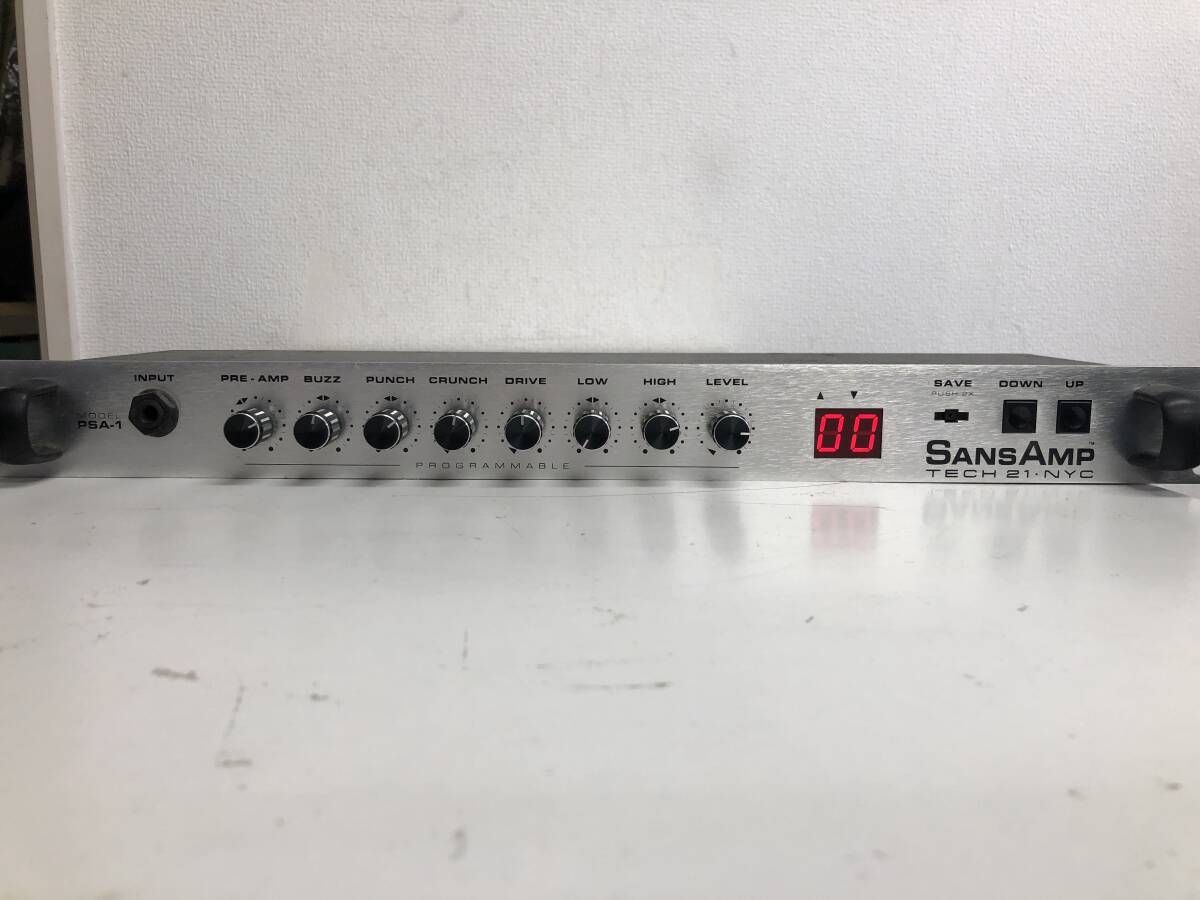 INPUT
MODEL
PSA-1
PRE-AMP BUZZ PUNCH CRUNCH DRIVE LOW HIGH LEVEL
PROGRAMMABLE
00
SAVE DOWN UP
PUSH 2X
SANSAMP™
TECH 21·NYC